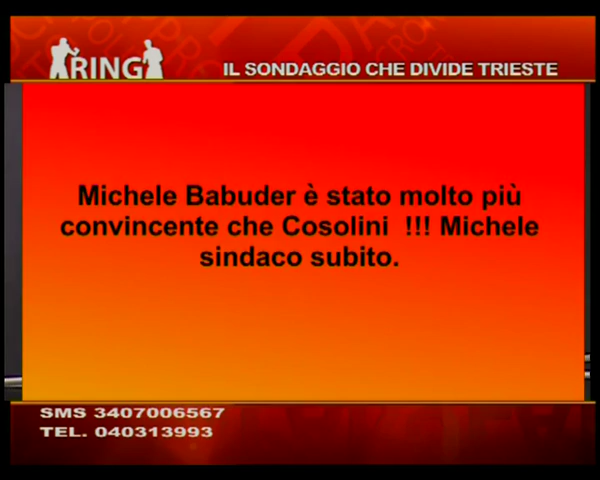 RING
IL SONDAGGIO CHE DIVIDE TRIESTE
Michele Babuder è stato molto più
convincente che Cosolini !!! Michele
sindaco subito.
SMS 3407006567
TEL. 040313993